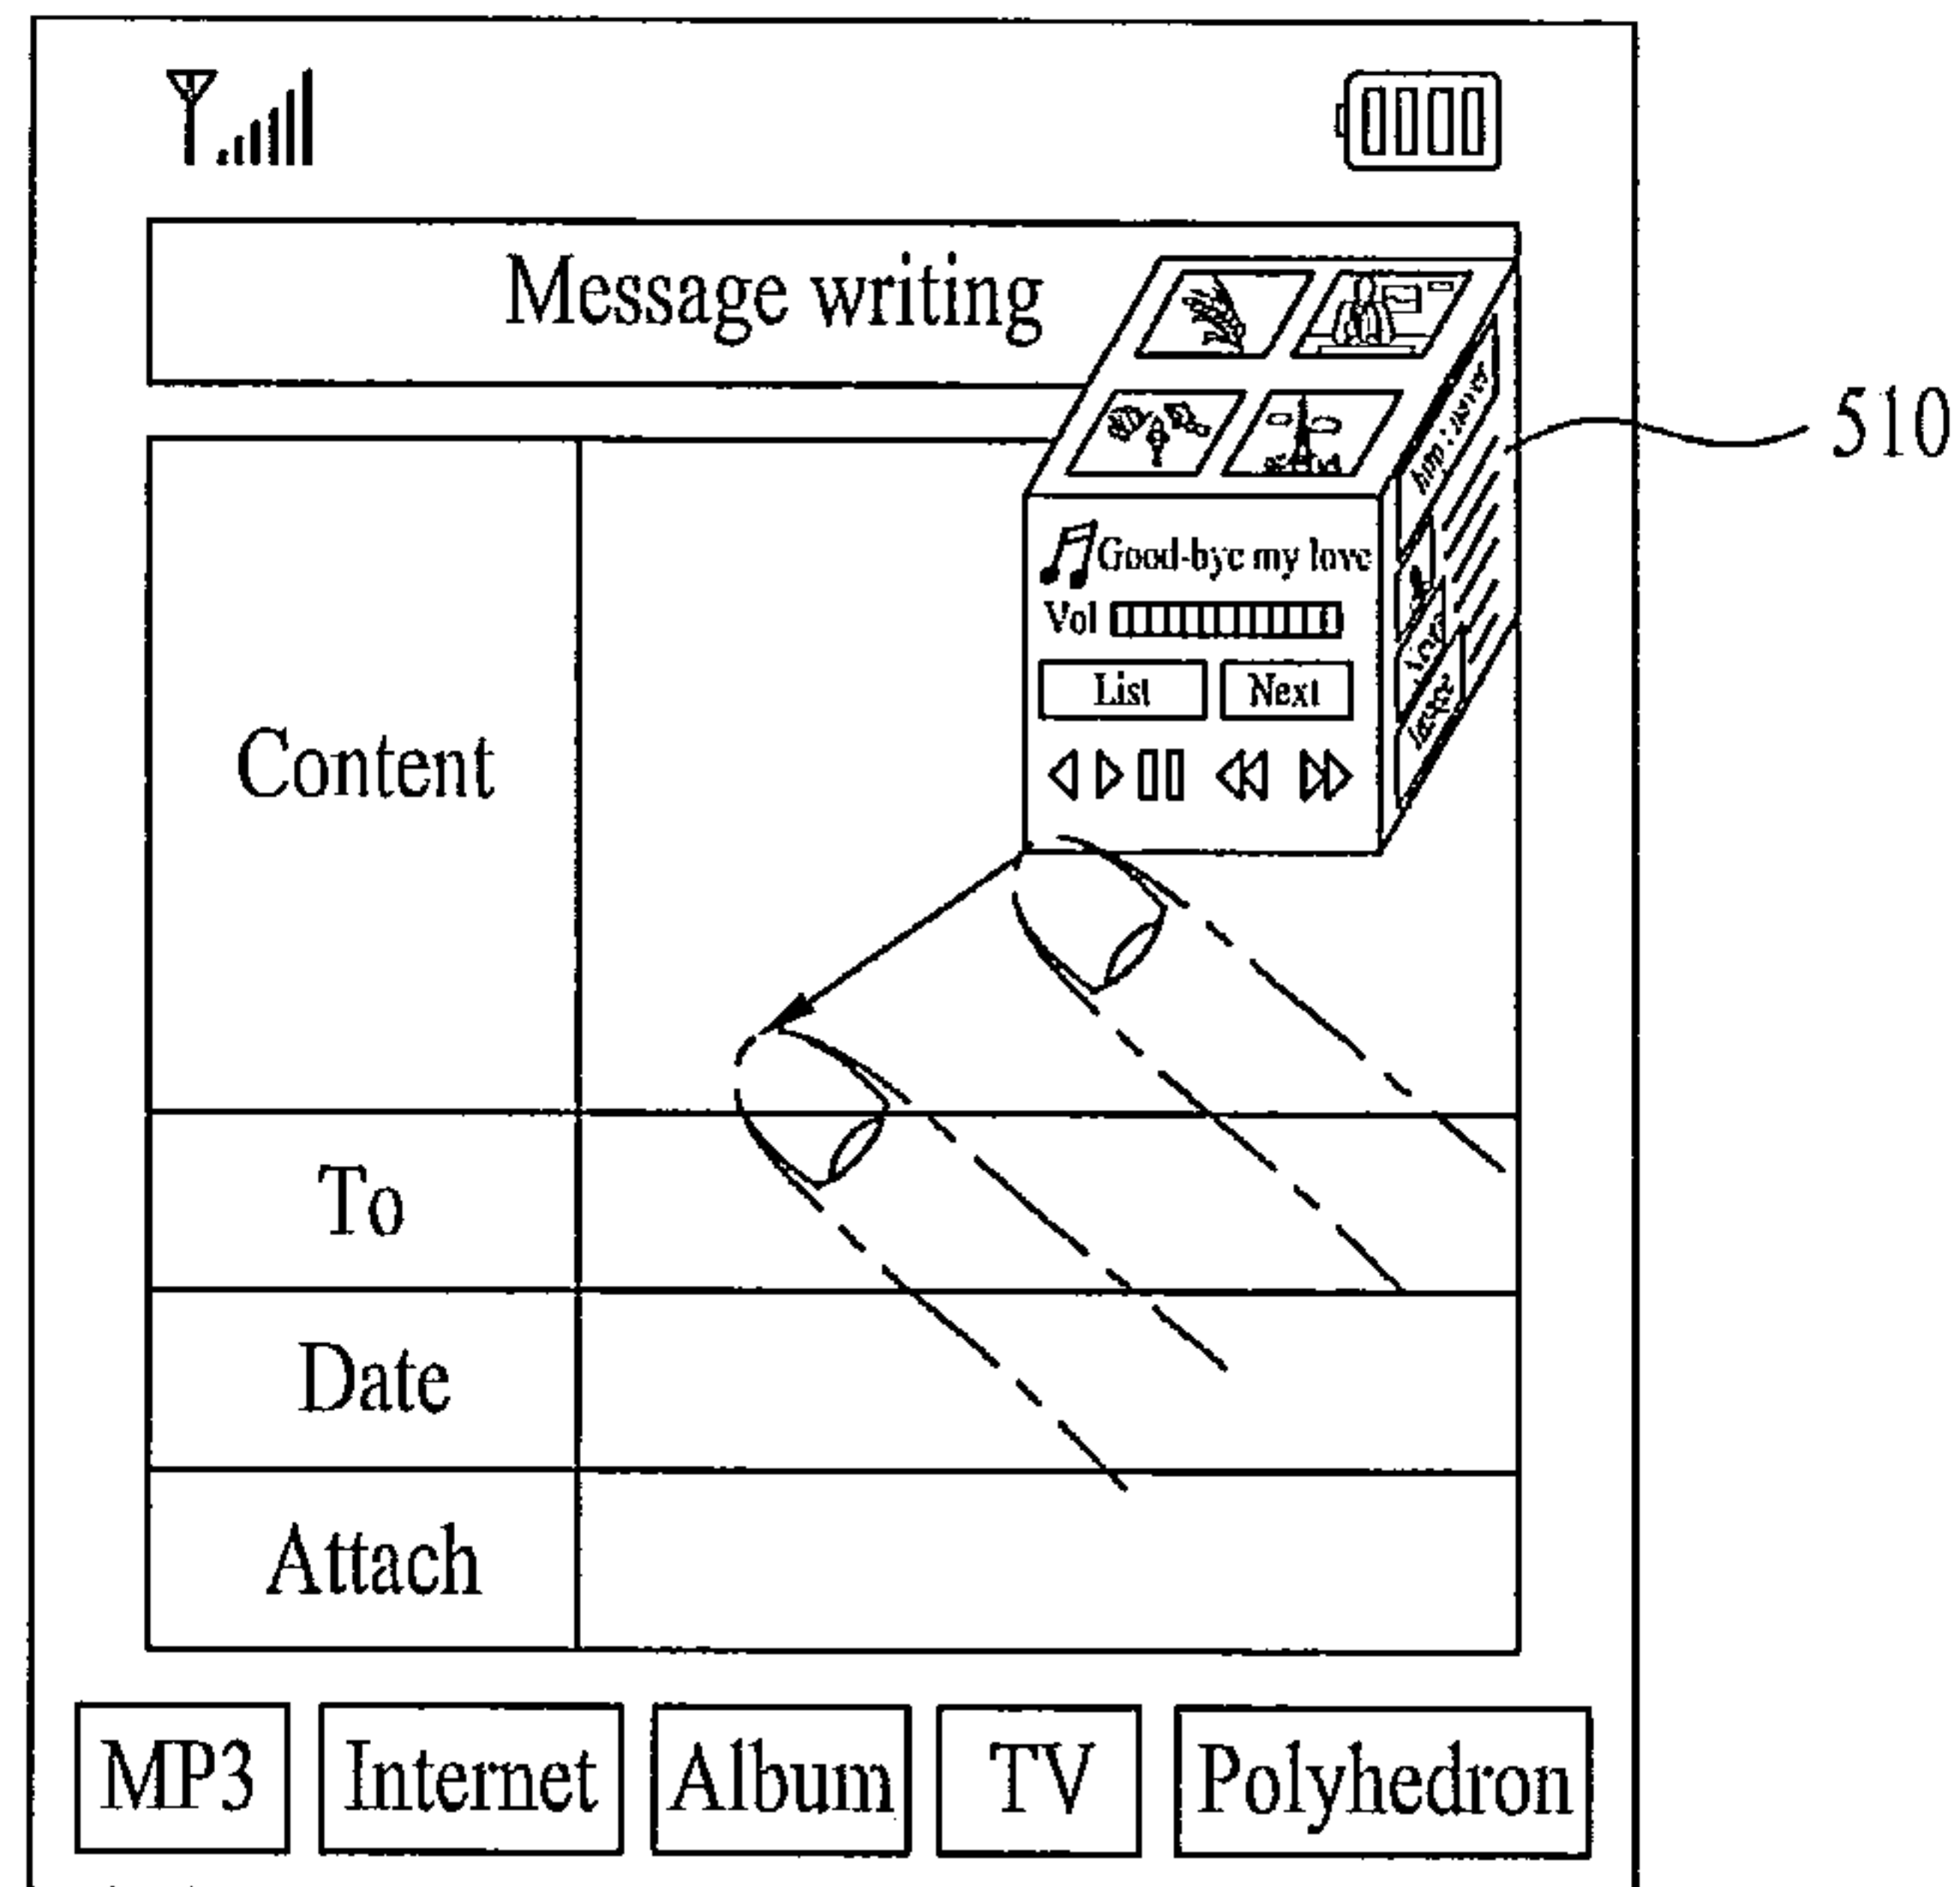 Message writing
510
Good-bye my love
Vol
List Next
Content
To
Date
Attach
MP3 Internet Album TV Polyhedron